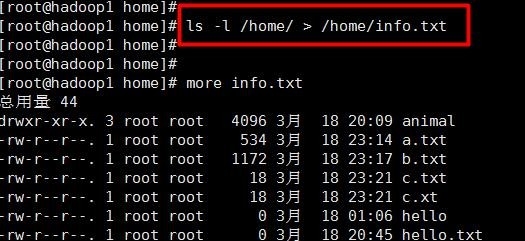 [root@hadoop1 home]#
[root@hadoop1 home]# ls -l /home/ > /home/info.txt
[root@hadoop1 home]#
[root@hadoop1 home]#
[root@hadoop1 home]# more info.txt
总用量 44
drwxr-xr-x. 3 root root 4096 3月 18 20:09 animal
-rw-r--r--. 1 root root 534 3月 18 23:14 a.txt
-rw-r--r--. 1 root root 1172 3月 18 23:17 b.txt
-rw-r--r--. 1 root root 18 3月 18 23:21 c.txt
-rw-r--r--. 1 root root 18 3月 18 23:21 c.xt
-rw-r--r--. 1 root root 0 3月 18 01:06 hello
-rw-r--r--. 1 root root 0 3月 18 20:45 hello.txt